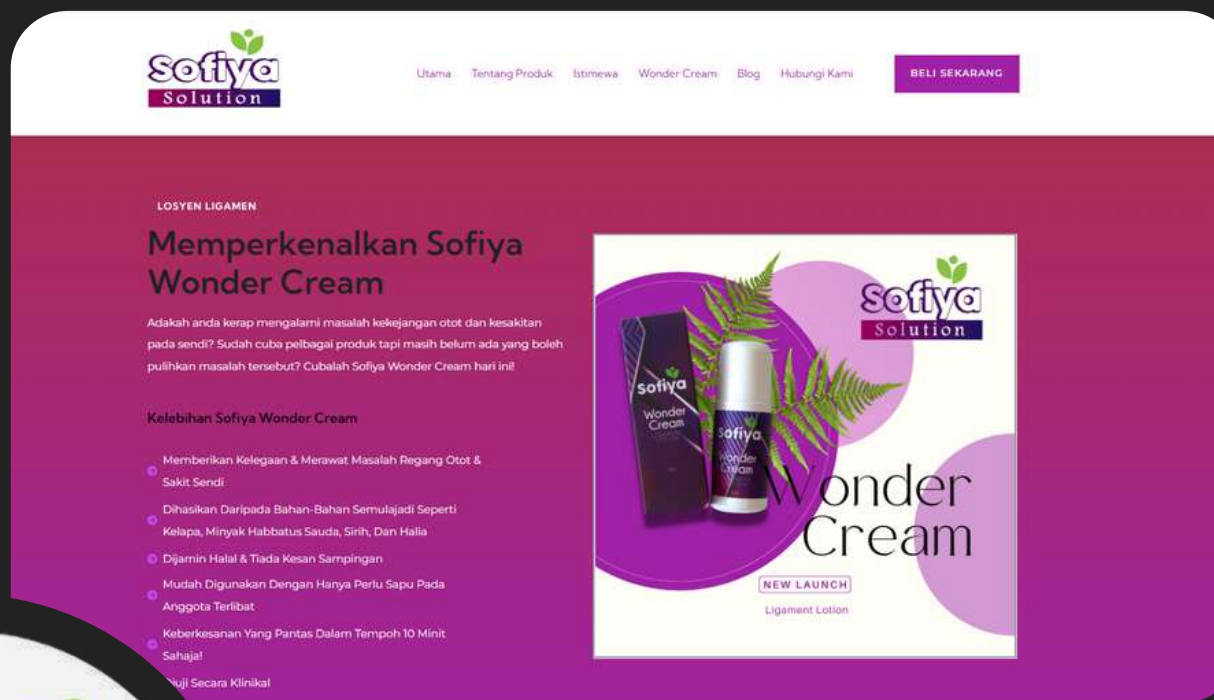 Sofiya
Solution
Utama Tentang Produk Istimewa Wonder Cream Blog Hubungi Kami
BELI SEKARANG
LOSYEN LIGAMEN
Memperkenalkan Sofiya
Wonder Cream
Adakah anda kerap mengalami masalah kekejangan otot dan kesakitan
pada sendi? Sudah cuba pelbagai produk tapi masih belum ada yang boleh
pulihkan masalah tersebut? Cubalah Sofiya Wonder Cream hari ini!
Kelebihan Sofiya Wonder Cream
Memberikan Kelegaan & Merawat Masalah Regang Otot &
Sakit Sendi
Dihasikan Daripada Bahan-Bahan Semulajadi Seperti
Kelapa, Minyak Habbatus Sauda, Sirih, Dan Halia
Dijamin Halal & Tiada Kesan Sampingan
Mudah Digunakan Dengan Hanya Perlu Sapu Pada
Anggota Terlibat
Keberkesanan Yang Pantas Dalam Tempoh 10 Minit
Sahaja!
Secara Klinikal
Sofiya
Solution
sofiya
Wonder
Cream
sofiya
Wonder
Cream
Wonder
Cream
NEW LAUNCH
Ligament Lotion